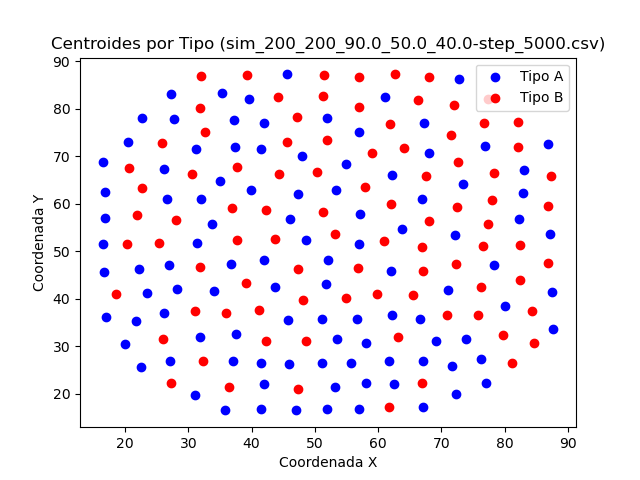 Centroides por Tipo (sim_200_200_90.0_50.0_40.0-step_5000.csv)
Tipo A
Tipo B
90
80
70
60
50
40
30
20
Coordenada Y
20 30 40 50 60 70 80 90
Coordenada X